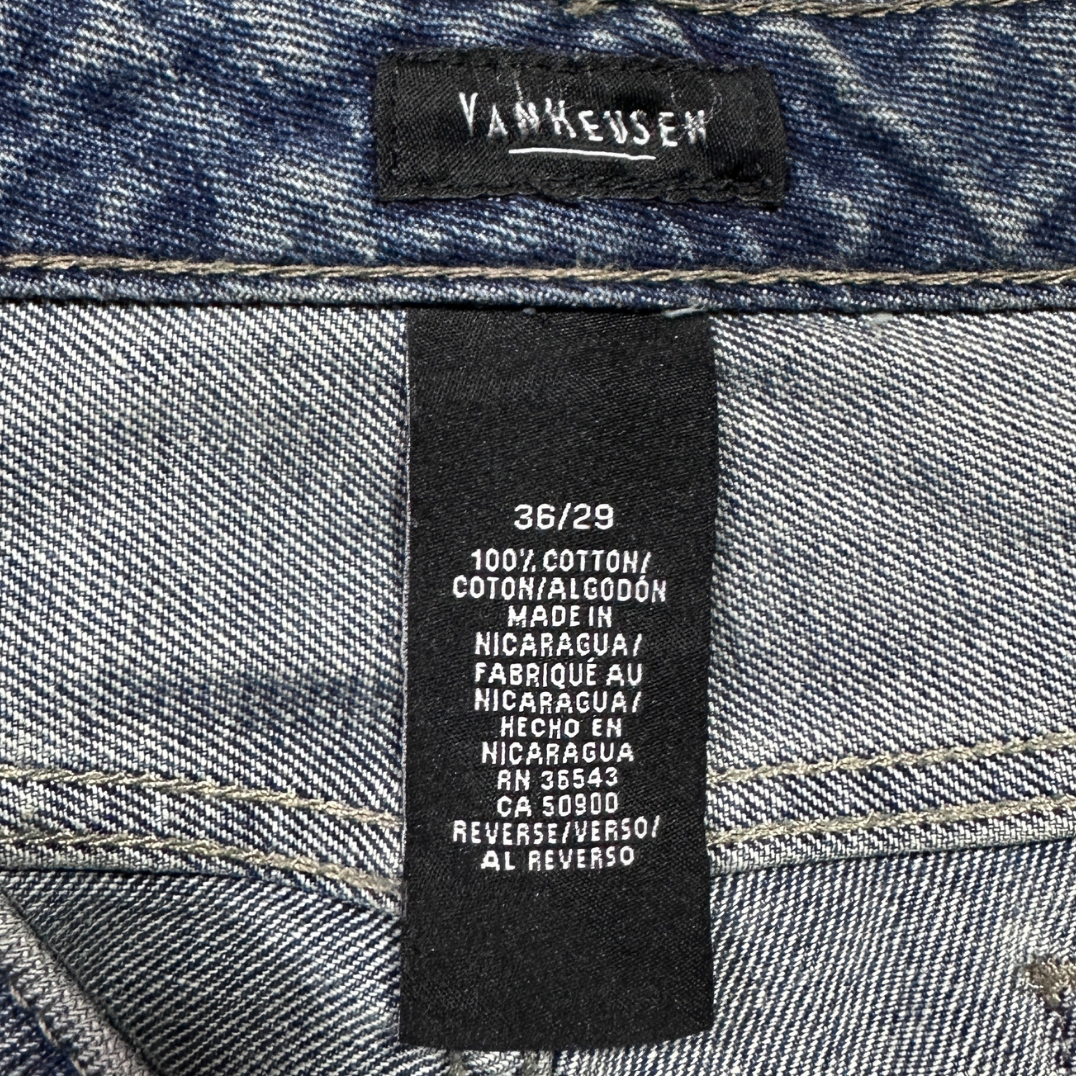 VANHEUSEN
36/29
100% COTTON/
COTON/ALGODÓN
MADE IN
NICARAGUA/
FABRIQUÉ AU
NICARAGUA/
HECHO EN
NICARAGUA
RN 36543
CA 50900
REVERSE/VERSO/
AL REVERSO